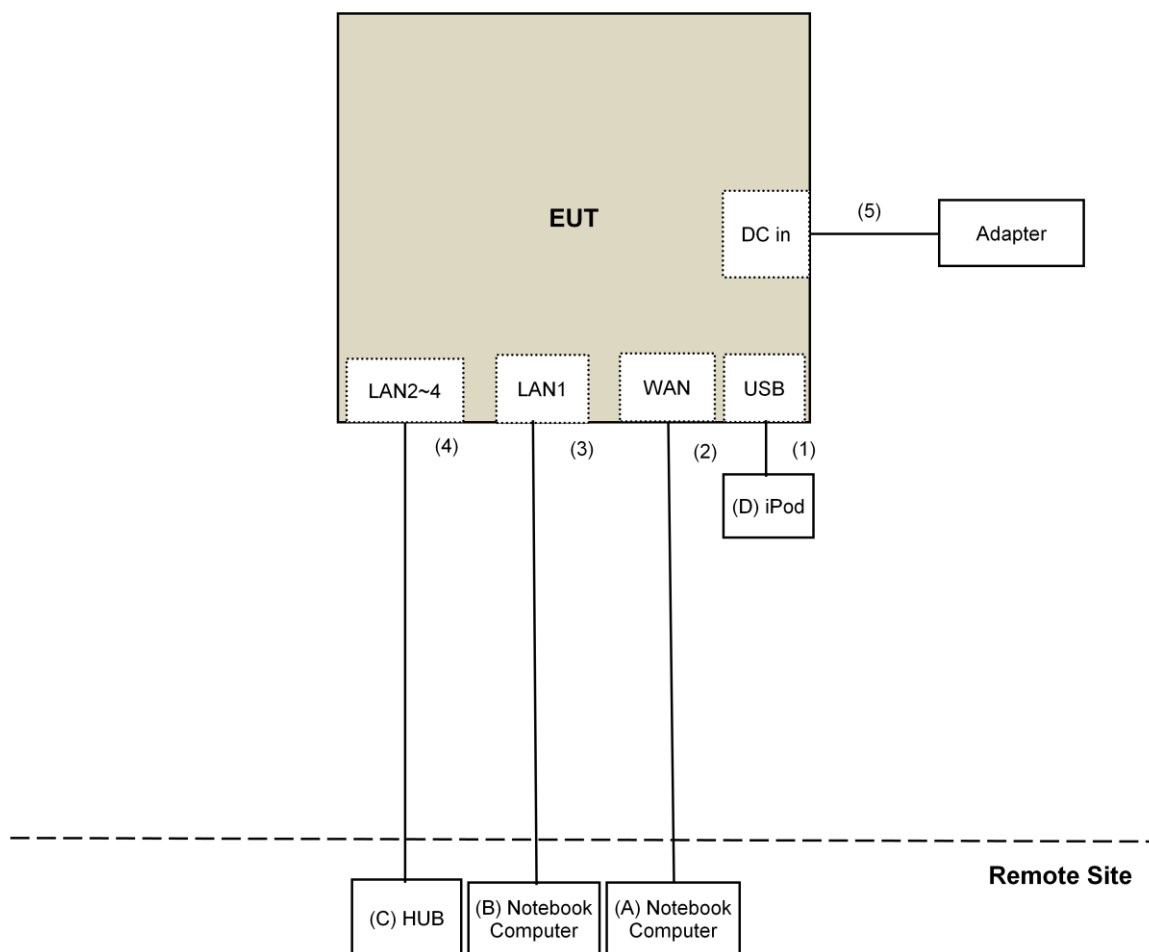 EUT
(5)
DC in
Adapter
LAN2~4
LAN1
WAN
USB
(4)
(3)
(2)
(1)
(D) iPod
Remote Site
(C) HUB
(B) Notebook
Computer
(A) Notebook
Computer